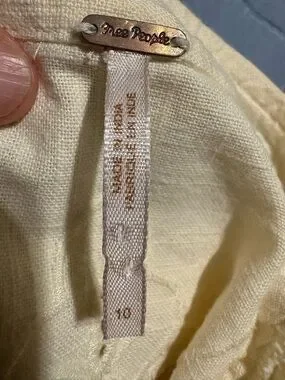 Free People
MADE IN INDIA
FABRIQUÉ EN INDE
10